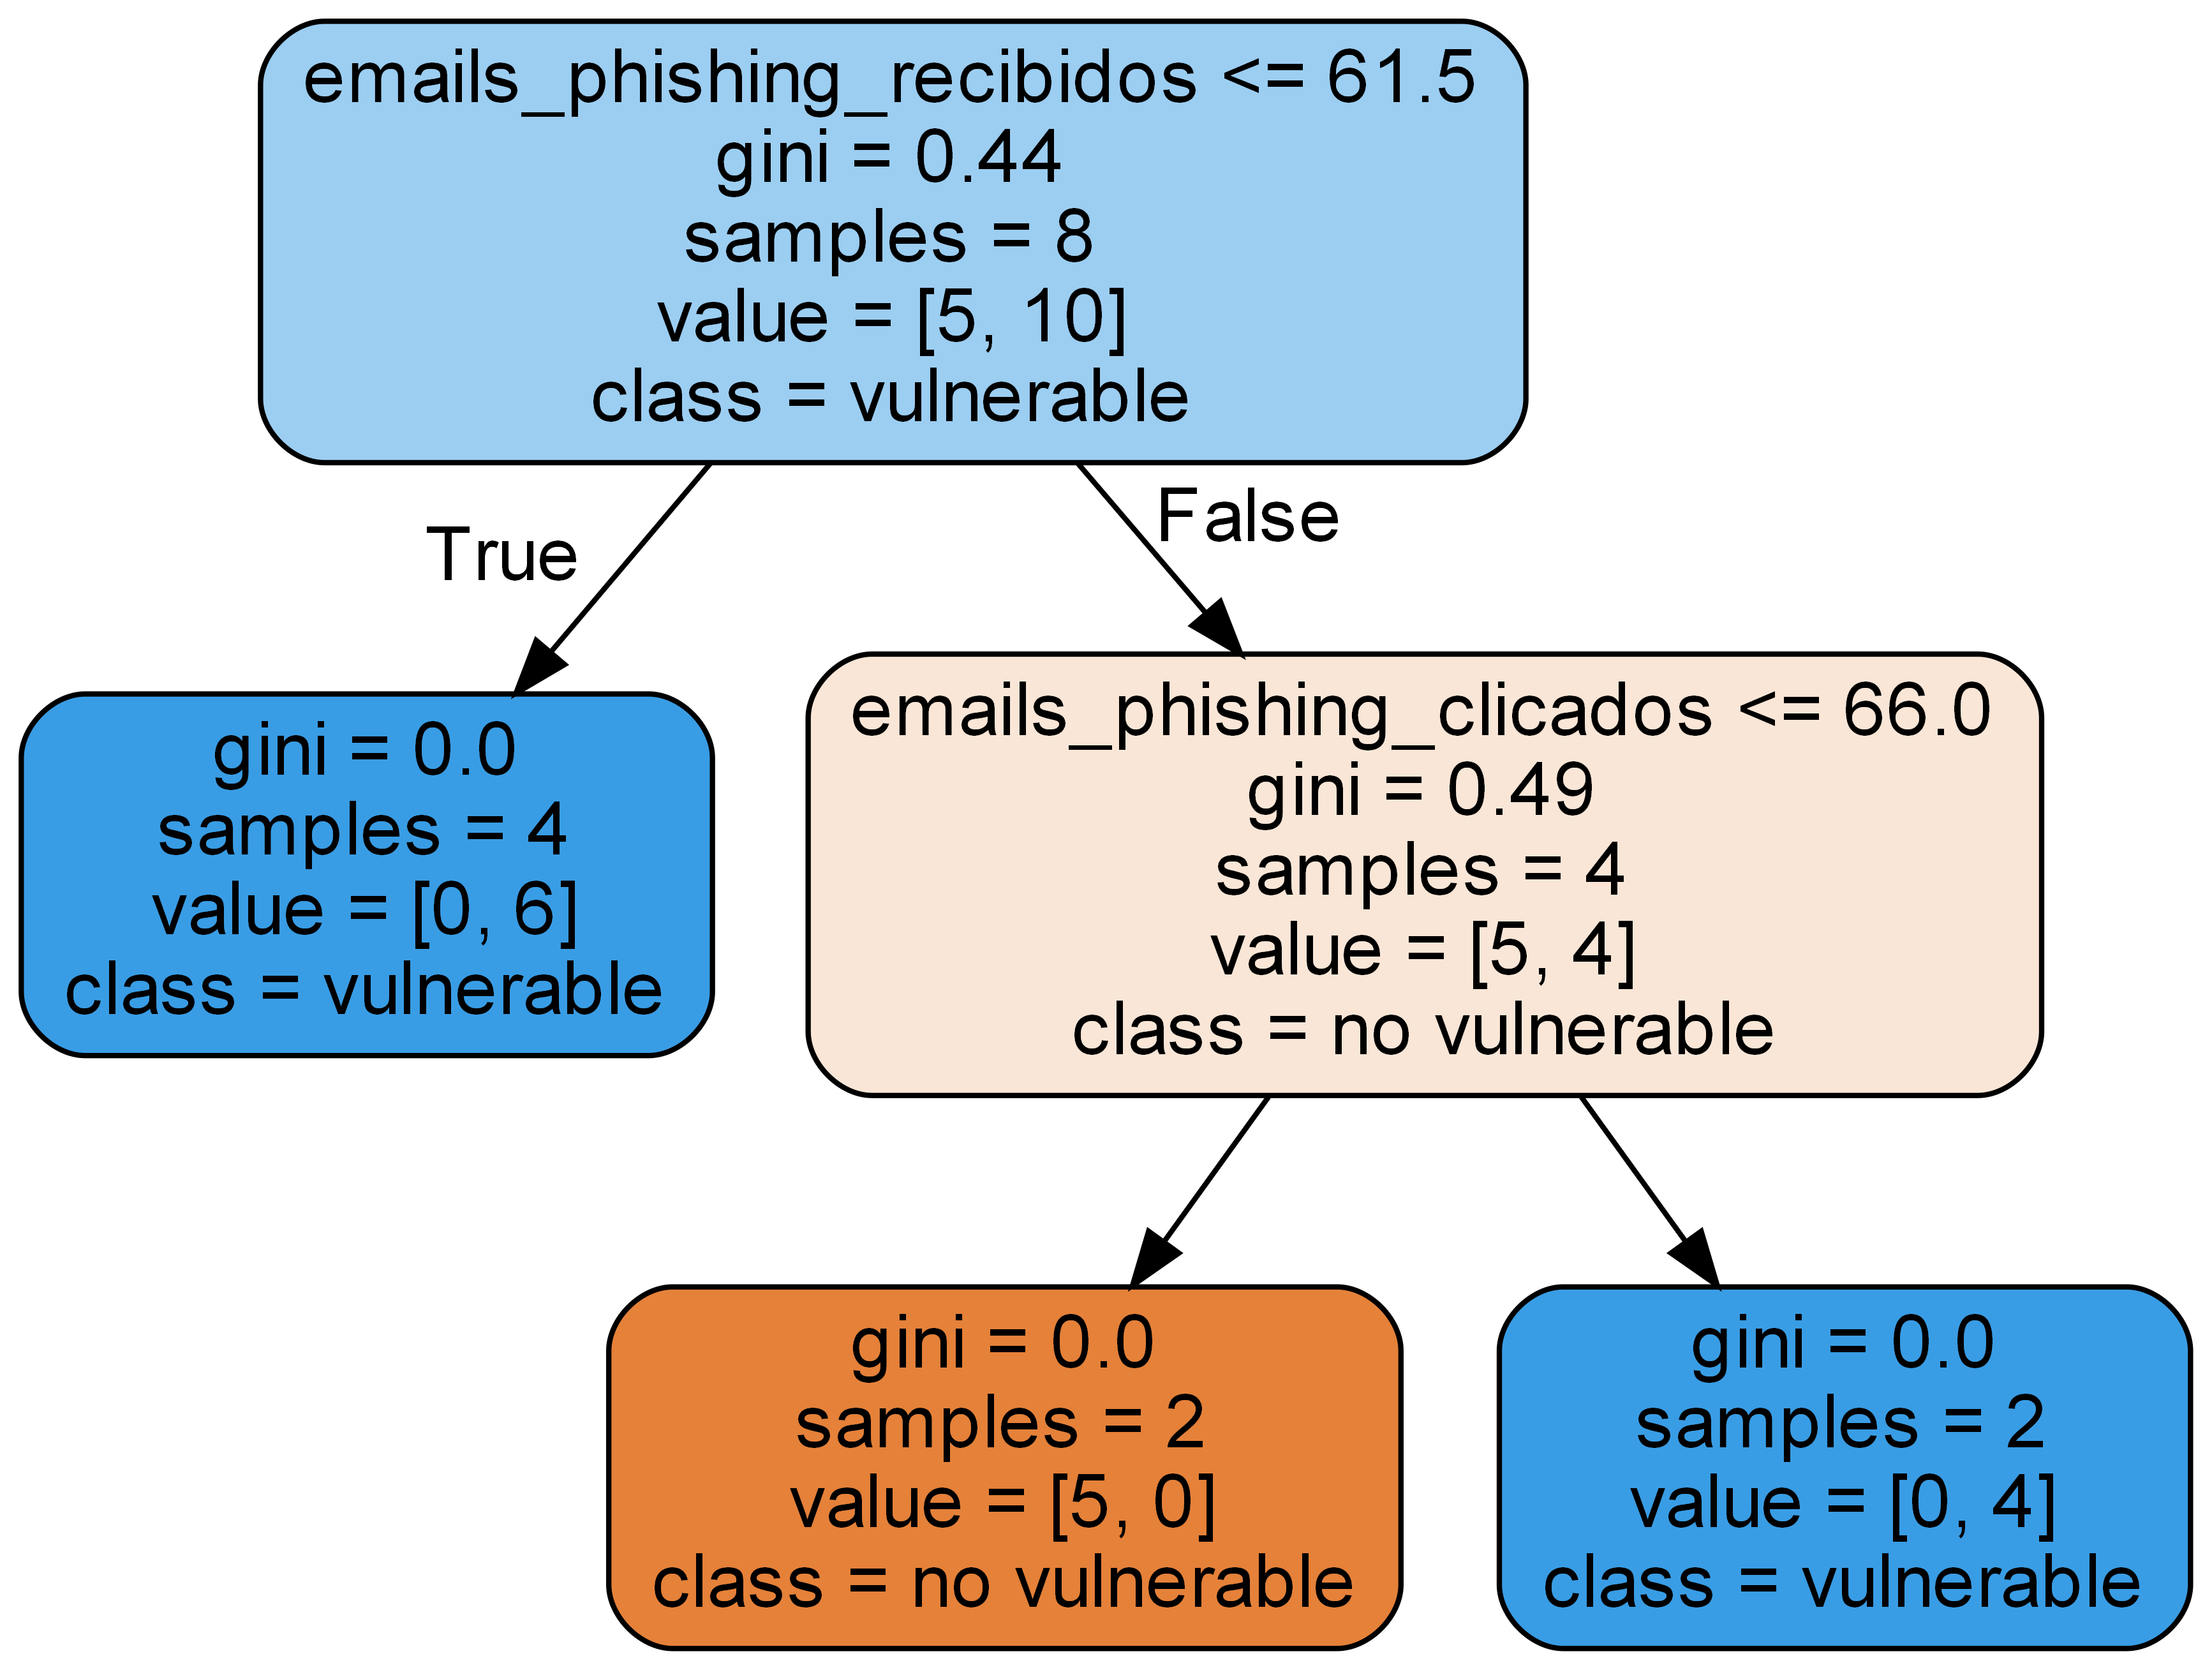 emails_phishing_recibidos <= 61.5
gini = 0.44
samples = 8
value = [5, 10]
class = vulnerable
True
False
gini = 0.0
samples = 4
value = [0, 6]
class = vulnerable
emails_phishing_clicados <= 66.0
gini = 0.49
samples = 4
value = [5, 4]
class = no vulnerable
gini = 0.0
samples = 2
value = [5, 0]
class = no vulnerable
gini = 0.0
samples = 2
value = [0, 4]
class = vulnerable